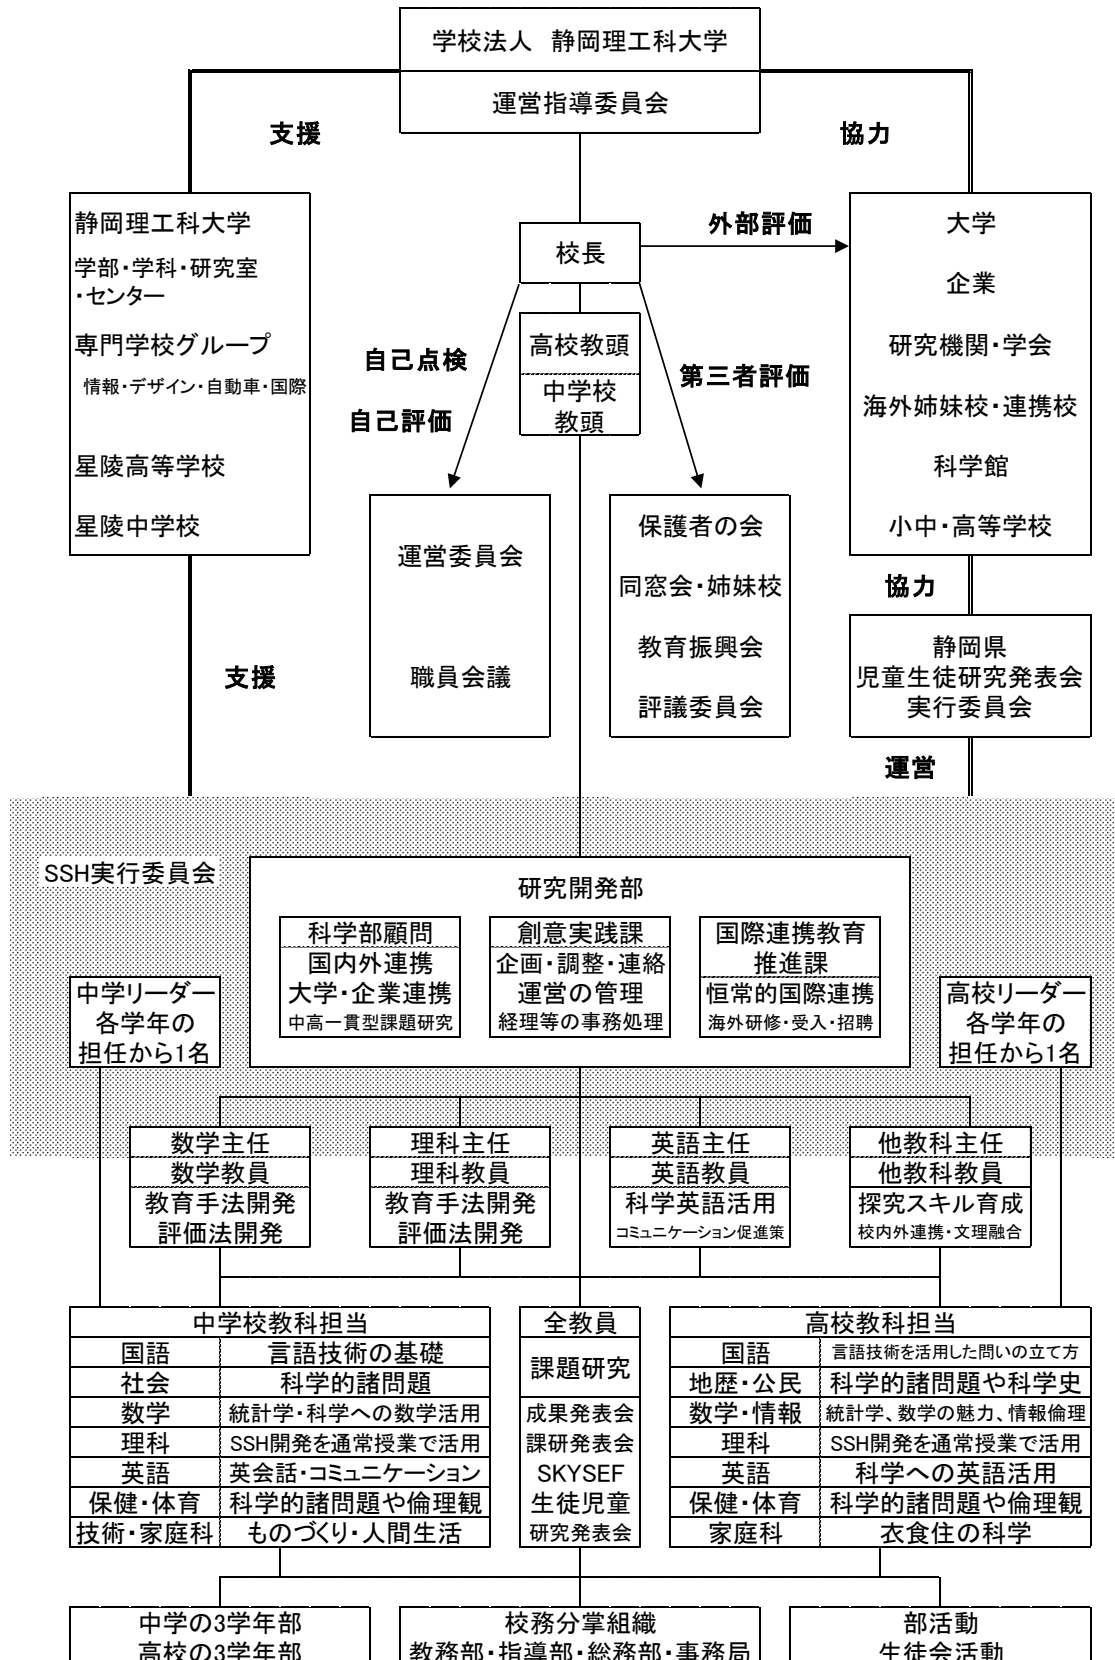 学校法人 静岡理工科大学
運営指導委員会
支援
協力
静岡理工科大学
学部・学科・研究室
・センター
専門学校グループ
情報・デザイン・自動車・国際
星陵高等学校
星陵中学校
校長
外部評価
高校教頭
中学校
教頭
自己点検
自己評価
第三者評価
大学
企業
研究機関・学会
海外姉妹校・連携校
科学館
小中・高等学校
運営委員会
職員会議
保護者の会
同窓会・姉妹校
教育振興会
評議委員会
協力
静岡県
児童生徒研究発表会
実行委員会
支援
運営
SSH実行委員会
研究開発部
科学部顧問
国内外連携
大学・企業連携
中高一貫型課題研究
創意実践課
企画・調整・連絡
運営の管理
経理等の事務処理
国際連携教育
推進課
恒常的国際連携
海外研修・受入・招聘
中学リーダー
各学年の
担任から1名
高校リーダー
各学年の
担任から1名
数学主任
数学教員
教育手法開発
評価法開発
理科主任
理科教員
教育手法開発
評価法開発
英語主任
英語教員
科学英語活用
コミュニケーション促進策
他教科主任
他教科教員
探究スキル育成
校内外連携・文理融合
中学校教科担当
国語 言語技術の基礎
社会 科学的諸問題
数学 統計学・科学への数学活用
理科 SSH開発を通常授業で活用
英語 英会話・コミュニケーション
保健・体育 科学的諸問題や倫理観
技術・家庭科 ものづくり・人間生活
全教員
課題研究
成果発表会
課研発表会
SKYSEF
生徒児童
研究発表会
高校教科担当
国語 言語技術を活用した問いの立て方
地歴・公民 科学的諸問題や科学史
数学・情報 統計学、数学の魅力、情報倫理
理科 SSH開発を通常授業で活用
英語 科学への英語活用
保健・体育 科学的諸問題や倫理観
家庭科 衣食住の科学
中学の3学年部
高校の3学年部
校務分掌組織
教務部・指導部・総務部・事務局
部活動
生徒会活動